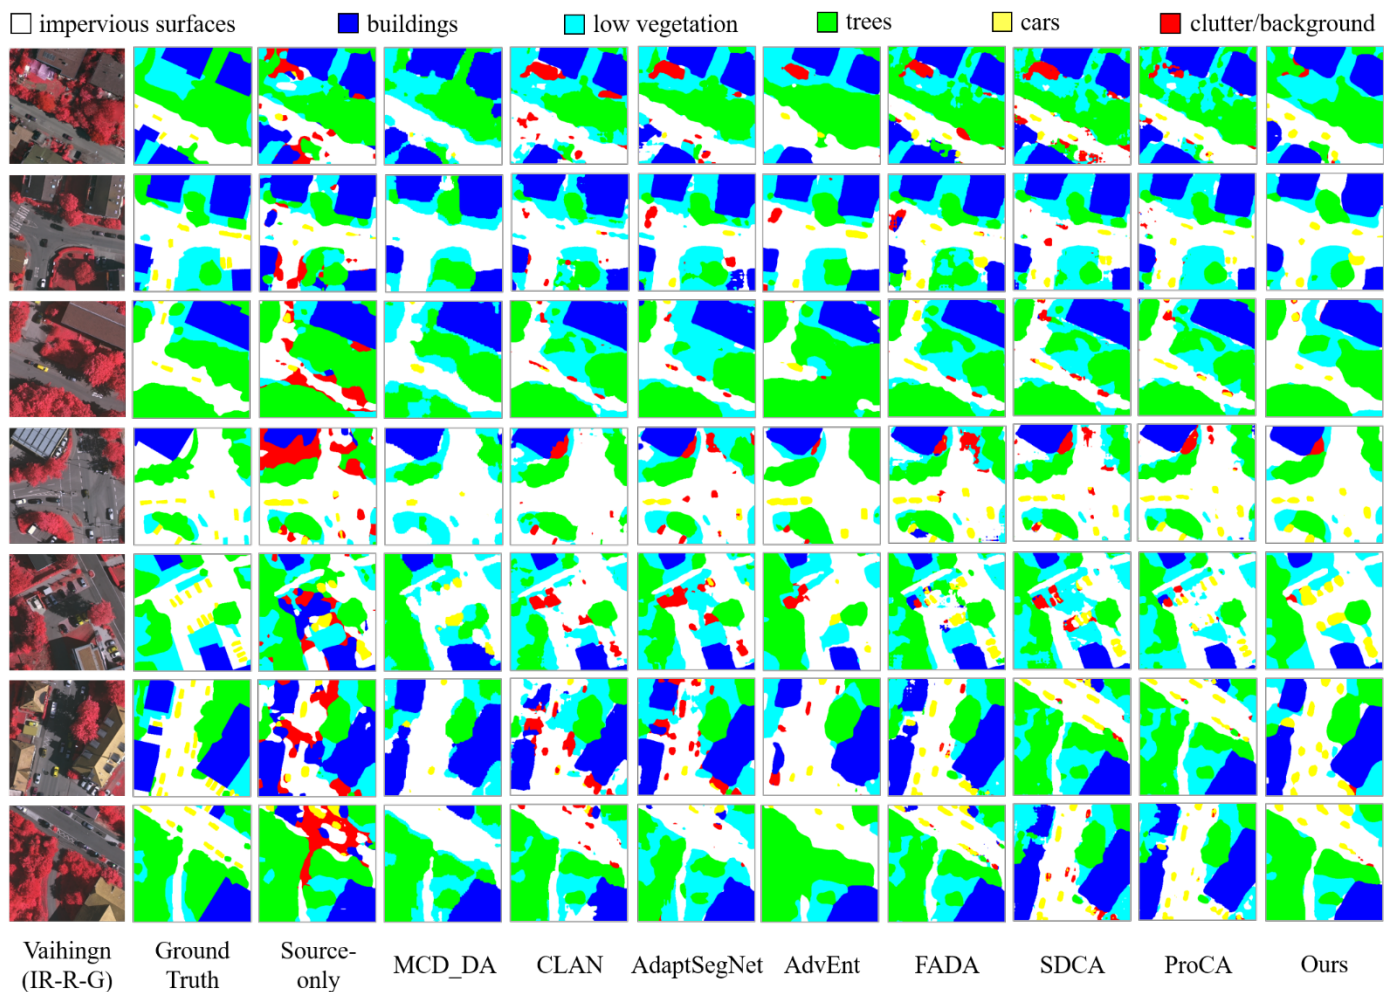 impervious surfaces buildings low vegetation trees cars clutter/background
Vaihingn Ground Source-
(IR-R-G) Truth only MCD_DA CLAN AdaptSegNet AdvEnt FADA SDCA ProCA Ours